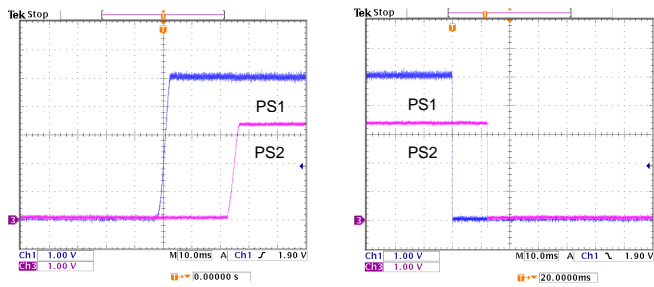 Tek Stop
T
T
PS1
PS2
3
Ch1 1.00 V M 10.0ms A Ch1 1.90 V
Ch3 1.00 V
T 0.00000 s
Tek Stop
T
T
PS1
PS2
3
Ch1 1.00 V M 10.0ms A Ch1 1.90 V
Ch3 1.00 V
T 20.0000ms